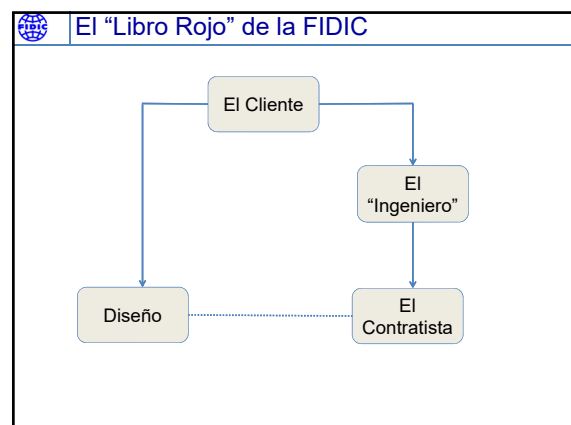 FIDIC
El “Libro Rojo” de la FIDIC
El Cliente
El
“Ingeniero”
Diseño
El
Contratista